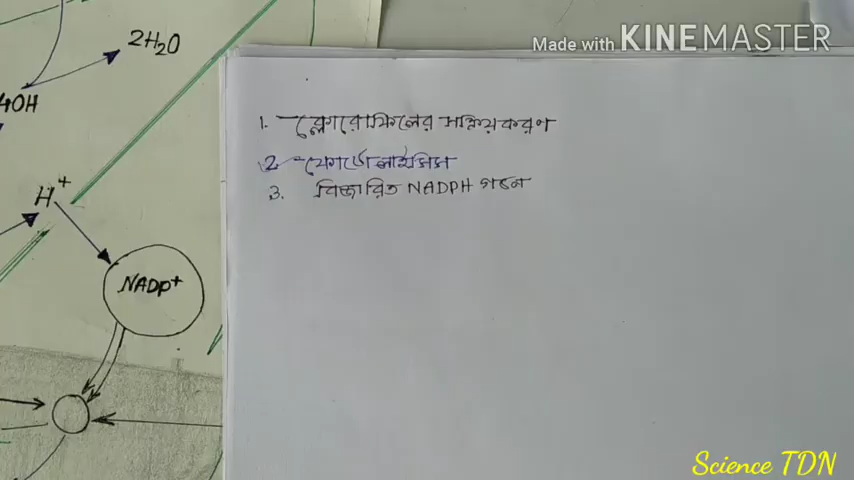 Made with KINEMASTER
2H₂O
4OH
1. ক্লোরোফিলের সক্রিয়করণ
2. ফোটোলাইসিস
3. বিজারিত NADPH গঠন
H⁺
NADP⁺
Science TDN